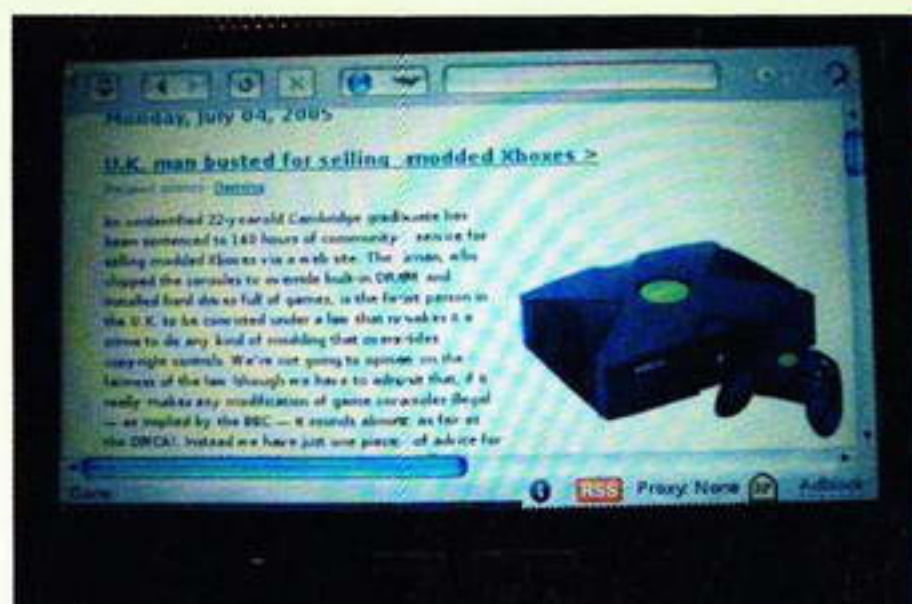 Monday, July 04, 2005
U.K. man busted for selling modded Xboxes >
Related entries: Gaming
An unidentified 22-year old Cambridge graduate has
been sentenced to 140 hours of community service for
selling modded Xboxes via a web site. The man, who
chipped the consoles to override built-in DRM and
installed hard drives full of games, is the first person in
the U.K. to be convicted under a law that makes it a
crime to do any kind of modding that overrides
copyright controls. We're not going to opinion on the
fairness of the law (though we have to admit that, if it
really makes any modification of game consoles illegal
— as implied by the BBC — it sounds almost as far as
the DMCA). Instead we have just one piece of advice for
Done
RSS
Proxy: None
Adblock